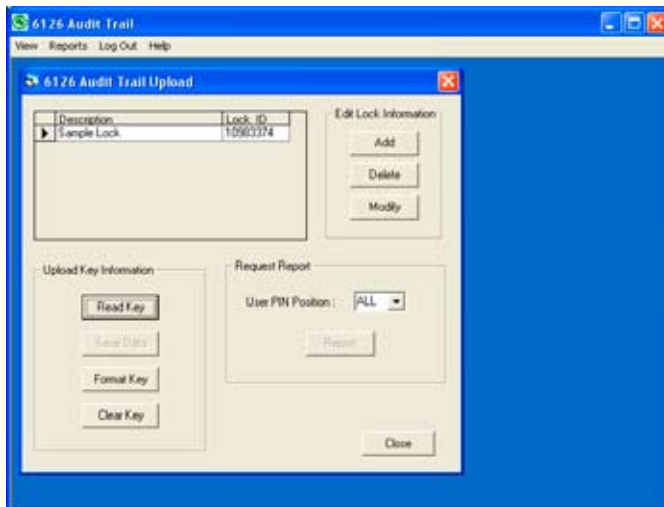 6126 Audit Trail
View Reports Log Out Help
6126 Audit Trail Upload
Description Lock ID
Sample Lock 10983374
Edit Lock Information
Add
Delete
Modify
Upload Key Information
Read Key
Save Data
Format Key
Clear Key
Request Report
User PIN Position : ALL
Report
Close